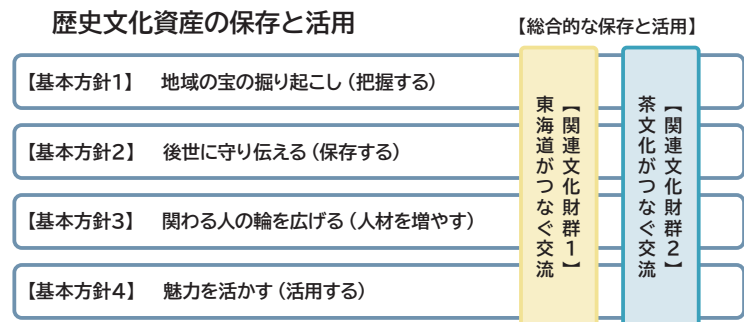 歴史文化資産の保存と活用
【総合的な保存と活用】
【基本方針1】 地域の宝の掘り起こし(把握する)
【基本方針2】 後世に守り伝える(保存する)
【基本方針3】 関わる人の輪を広げる(人材を増やす)
【基本方針4】 魅力を活かす(活用する)
【関連文化財群1】
東海道がつなぐ交流
【関連文化財群2】
茶文化がつなぐ交流